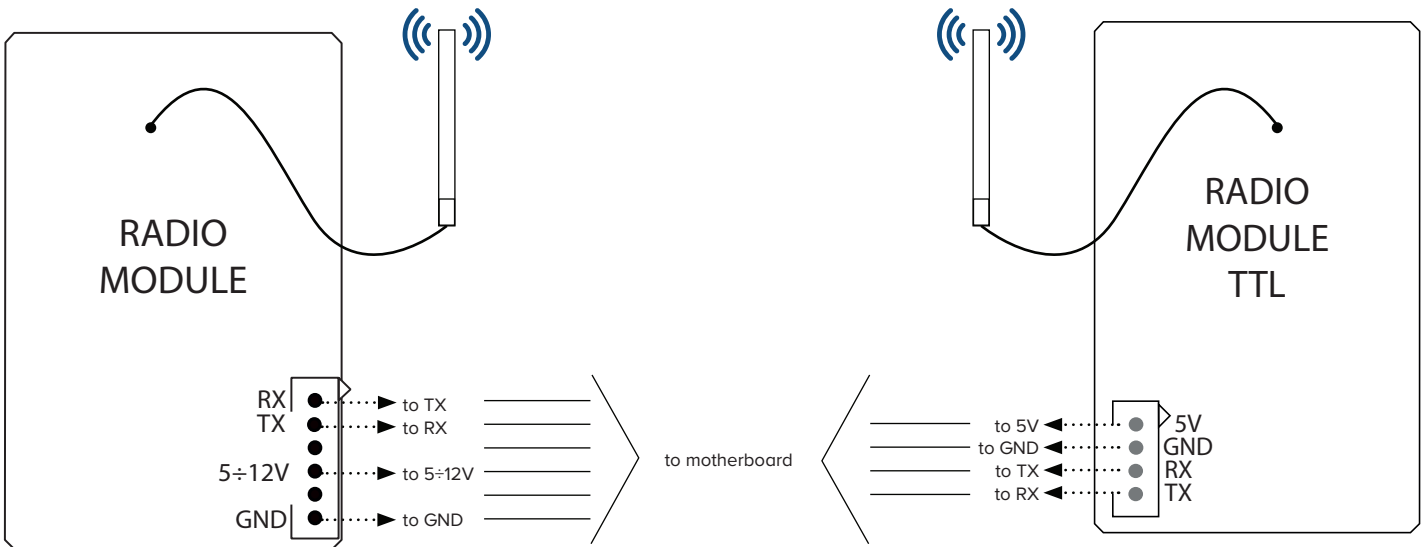 RADIO
MODULE
RX
to TX
TX
to RX
5÷12V
to 5÷12V
GND
to GND
to motherboard
RADIO
MODULE
TTL
to 5V
5V
to GND
GND
to TX
RX
to RX
TX